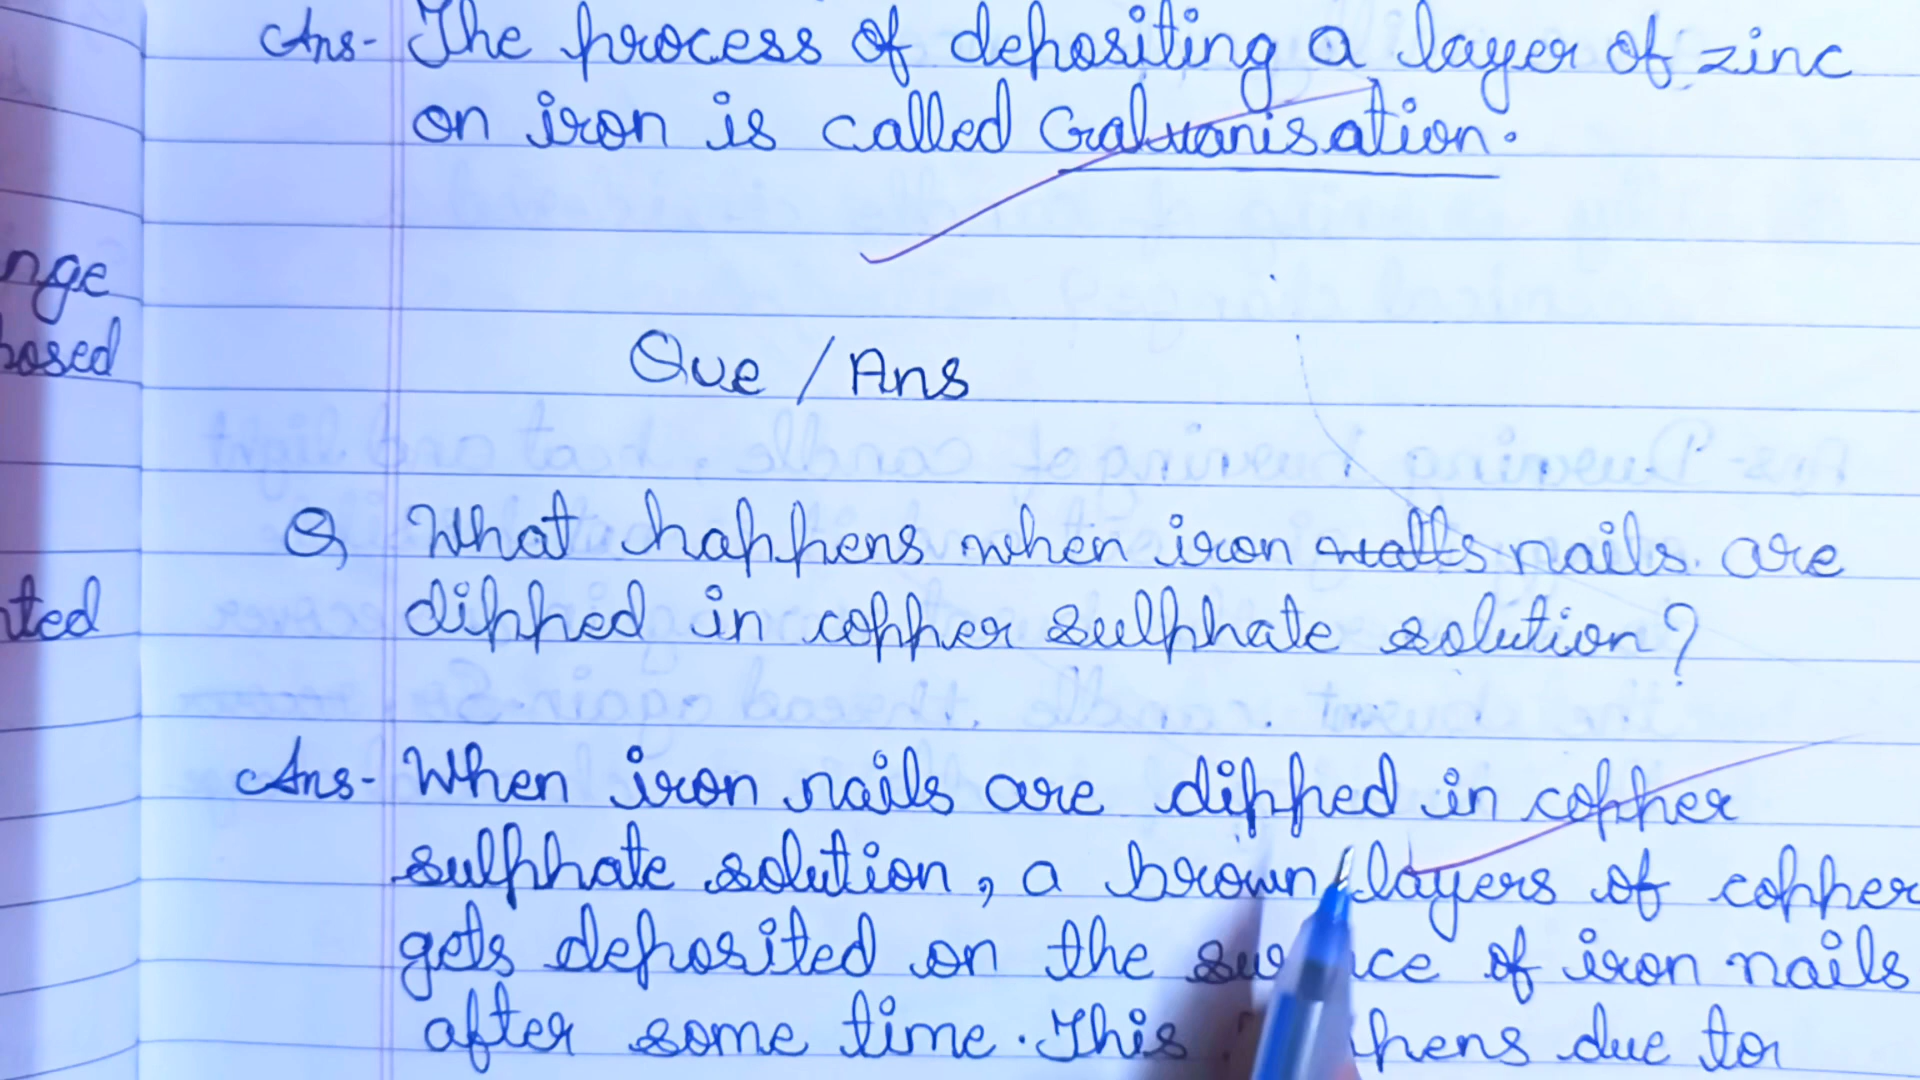 Ans- The process of depositing a layer of zinc
on iron is called Galvanisation.
nge
Que / Ans
Q What happens when iron nails are
dipped in copper sulphate solution?
ted
Ans- When iron nails are dipped in copper
sulphate solution, a brown layers of copper
gets deposited on the of iron nails
after some time. This due to